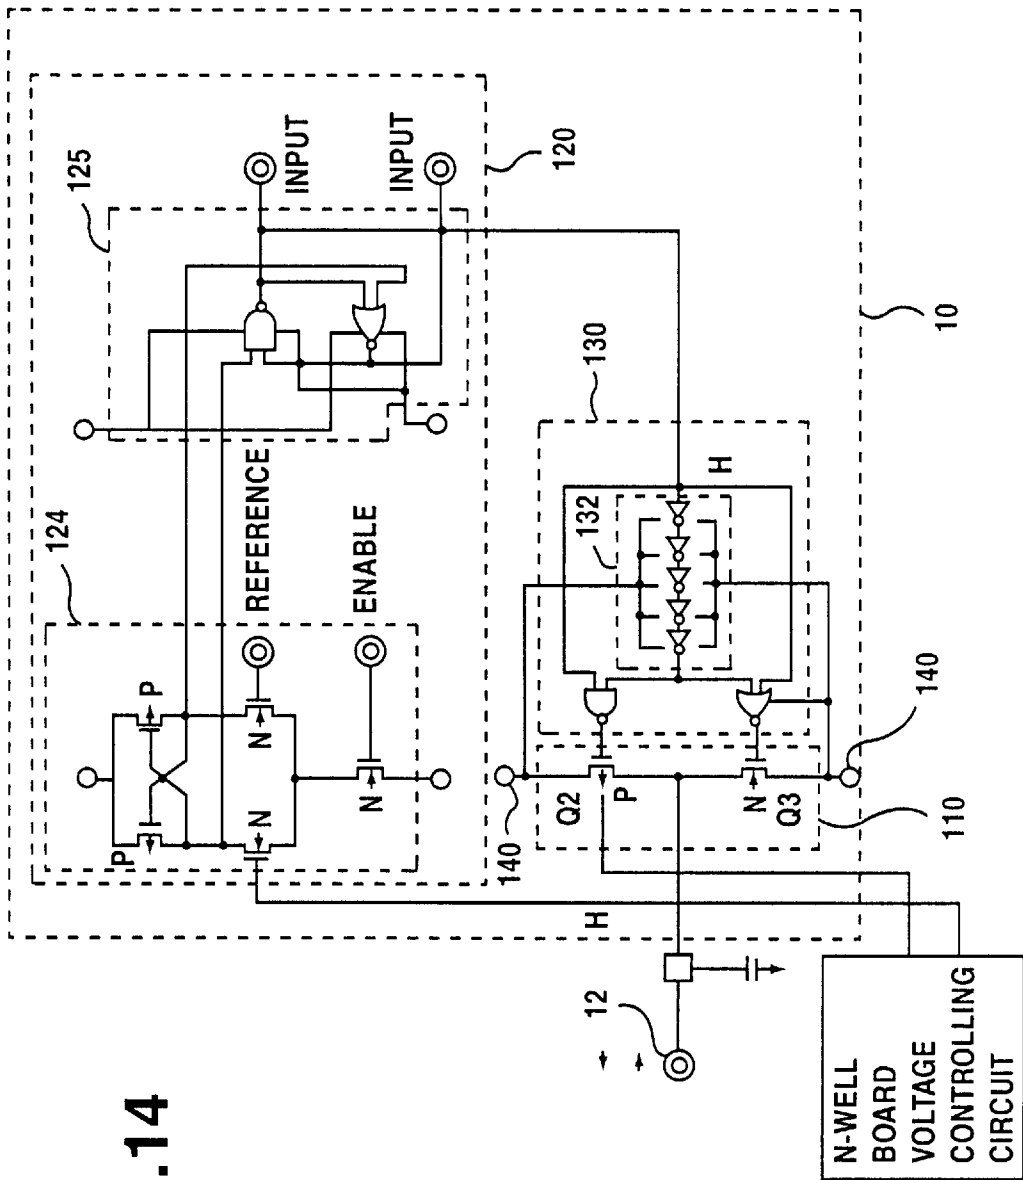 .14
124
125
REFERENCE
ENABLE
INPUT
INPUT
120
P
P
N
N
N
130
132
H
10
140
Q2
P
N
Q3
110
140
H
12
N-WELL
BOARD
VOLTAGE
CONTROLLING
CIRCUIT